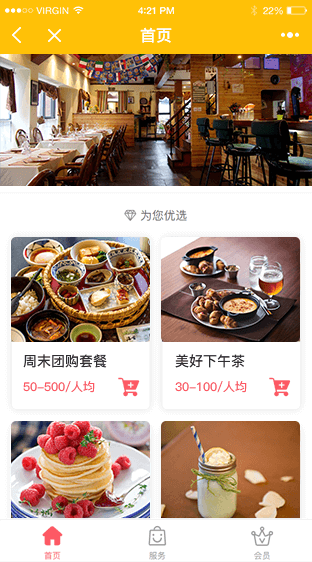 VIRGIN 4:21 PM 22%
首页
为您优选
周末团购套餐 美好下午茶
50-500/人均 30-100/人均
首页 服务 会员